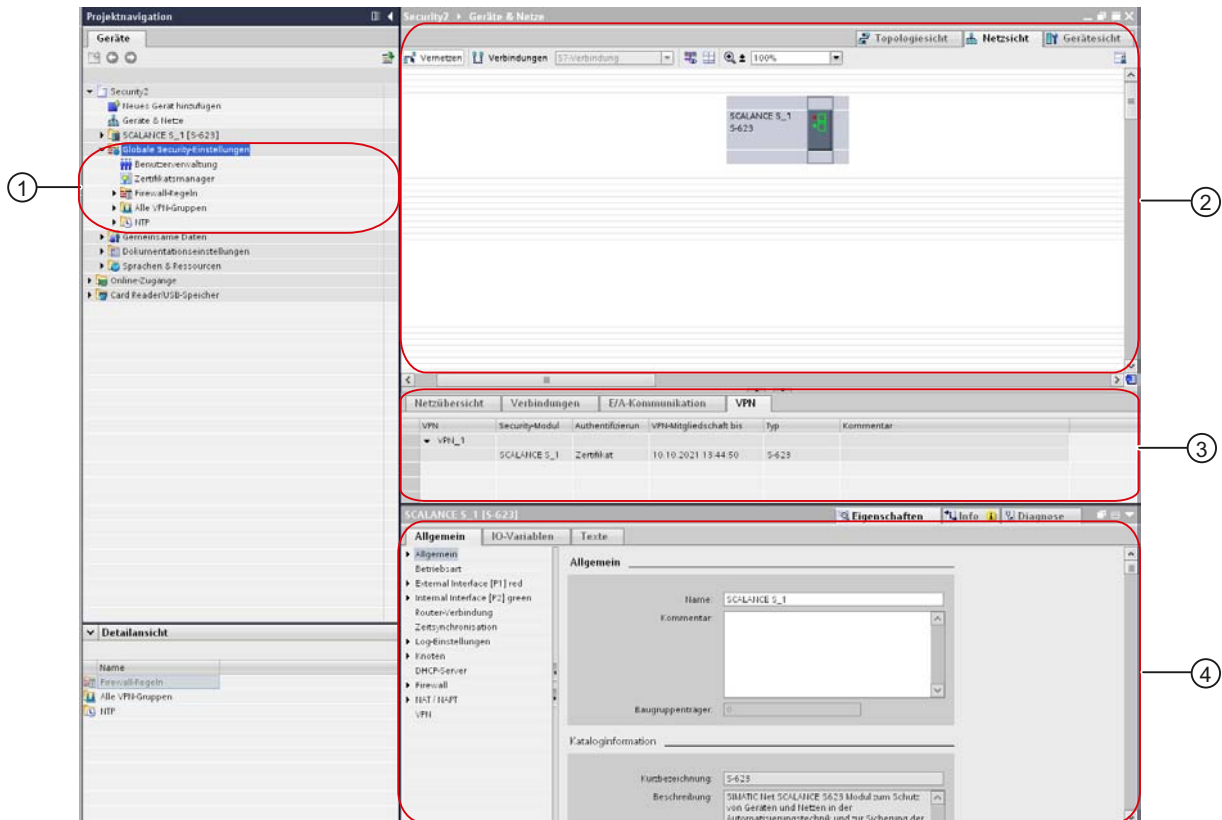 Projektnavigation
Geräte
Security2
Neues Gerät hinzufügen
Geräte & Netze
SCALANCE S_1 [S-623]
Globale Security-Einstellungen
Benutzerverwaltung
Zertifikatsmanager
Firewall-Regeln
Alle VPN-Gruppen
NTP
Gemeinsame Daten
Dokumentationseinstellungen
Sprachen & Ressourcen
Online-Zugänge
Card Reader/USB-Speicher
1
Detailansicht
Name
Firewall-Regeln
Alle VPN-Gruppen
NTP
Security2 Geräte & Netze
Topologiesicht Netzsicht Gerätesicht
Vernetzen Verbindungen S7-Verbindung 100%
SCALANCE S_1
S-623
2
Netzübersicht Verbindungen E/A-Kommunikation VPN
VPN Security-Modul Authentifizierun VPN-Mitgliedschaft bis Typ Kommentar
VPN_1
SCALANCE S_1 Zertifikat 10.10.2021 13:44:50 S-623
3
SCALANCE S_1 [S-623]
Eigenschaften Info Diagnose
Allgemein IO-Variablen Texte
Allgemein
Betriebsart
External Interface [P1] red
Internal Interface [P2] green
Router-Verbindung
Zeitsynchronisation
Log-Einstellungen
Knoten
DHCP-Server
Firewall
NAT / NAPT
VPN
Allgemein
Name: SCALANCE S_1
Kommentar:
Baugruppenträger: 0
Kataloginformation
Kurzbezeichnung: S-623
Beschreibung: SIMATIC Net SCALANCE S623 Modul zum Schutz
von Geräten und Netzen in der
Automatisierungstechnik und zur Sicherung der
4